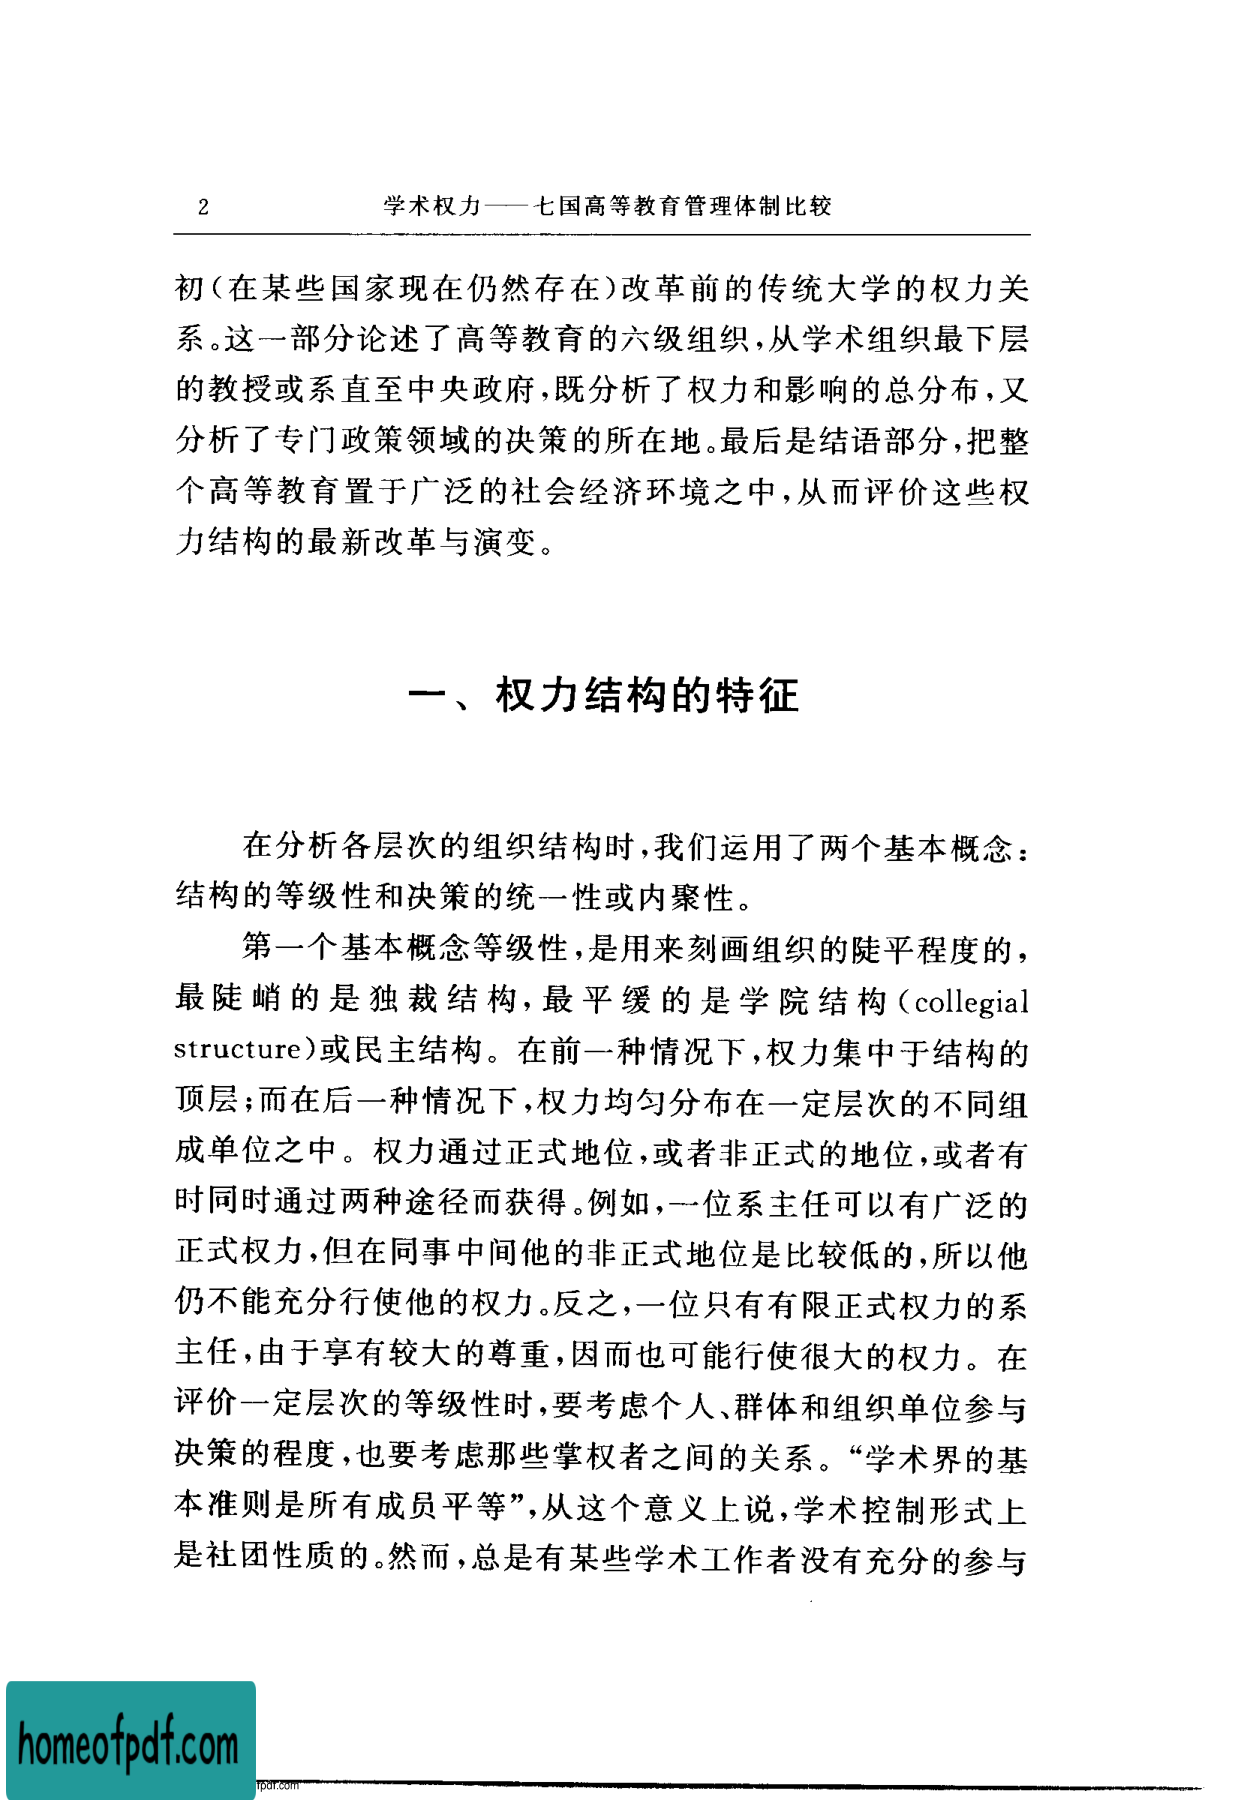 2 学术权力——七国高等教育管理体制比较
初(在某些国家现在仍然存在)改革前的传统大学的权力关
系。这一部分论述了高等教育的六级组织,从学术组织最下层
的教授或系直至中央政府,既分析了权力和影响的总分布,又
分析了专门政策领域的决策的所在地。最后是结语部分,把整
个高等教育置于广泛的社会经济环境之中,从而评价这些权
力结构的最新改革与演变。
一、权力结构的特征
在分析各层次的组织结构时,我们运用了两个基本概念:
结构的等级性和决策的统一性或内聚性。
第一个基本概念等级性,是用来刻画组织的陡平程度的,
最陡峭的是独裁结构,最平缓的是学院结构(collegial
structure)或民主结构。在前一种情况下,权力集中于结构的
顶层;而在后一种情况下,权力均匀分布在一定层次的不同组
成单位之中。权力通过正式地位,或者非正式的地位,或者有
时同时通过两种途径而获得。例如,一位系主任可以有广泛的
正式权力,但在同事中间他的非正式地位是比较低的,所以他
仍不能充分行使他的权力。反之,一位只有有限正式权力的系
主任,由于享有较大的尊重,因而也可能行使很大的权力。在
评价一定层次的等级性时,要考虑个人、群体和组织单位参与
决策的程度,也要考虑那些掌权者之间的关系。“学术界的基
本准则是所有成员平等”,从这个意义上说,学术控制形式上
是社团性质的。然而,总是有某些学术工作者没有充分的参与
homeofpdf.com
fpdf.com